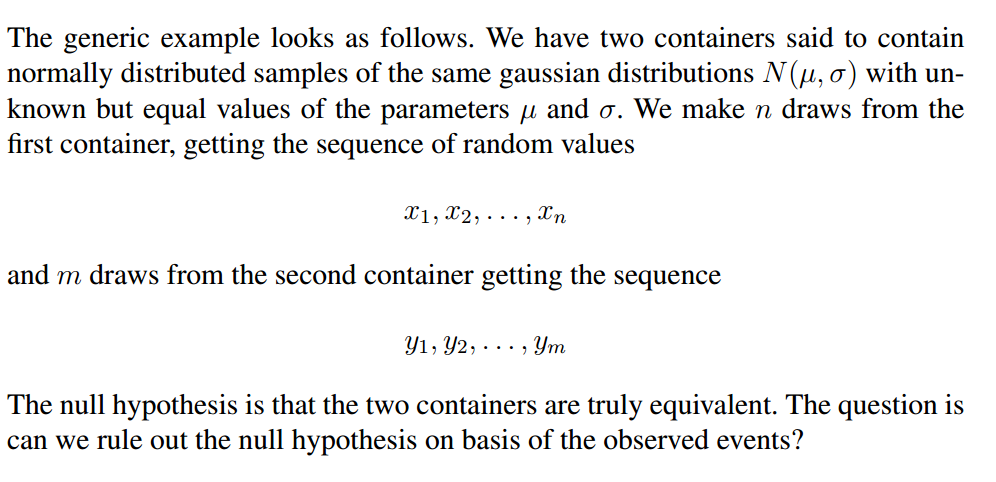 The generic example looks as follows. We have two containers said to contain
normally distributed samples of the same gaussian distributions N(μ, σ) with un-
known but equal values of the parameters μ and σ. We make n draws from the
first container, getting the sequence of random values
x₁, x₂, . . . , xₙ
and m draws from the second container getting the sequence
y₁, y₂, . . . , yₘ
The null hypothesis is that the two containers are truly equivalent. The question is
can we rule out the null hypothesis on basis of the observed events?